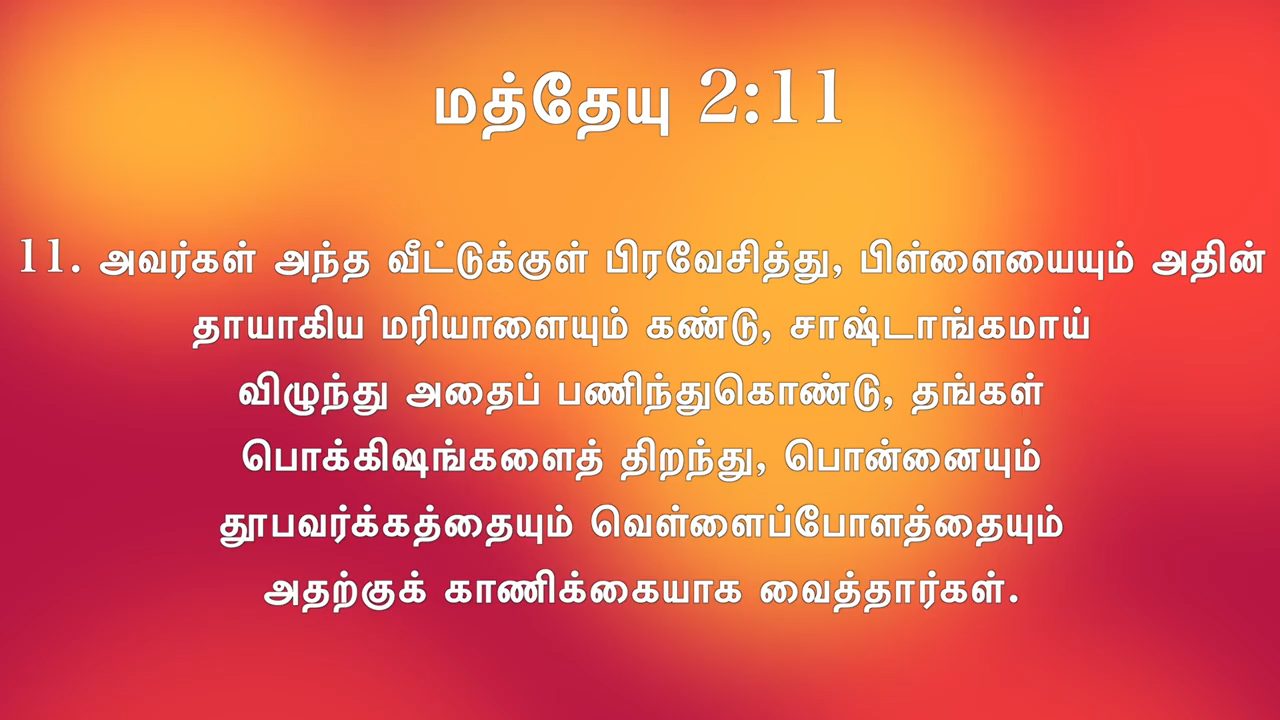 மத்தேயு 2:11
11. அவர்கள் அந்த வீட்டுக்குள் பிரவேசித்து, பிள்ளையையும் அதின்
தாயாகிய மரியாளையும் கண்டு, சாஷ்டாங்கமாய்
விழுந்து அதைப் பணிந்துகொண்டு, தங்கள்
பொக்கிஷங்களைத் திறந்து, பொன்னையும்
தூபவர்க்கத்தையும் வெள்ளைப்போளத்தையும்
அதற்குக் காணிக்கையாக வைத்தார்கள்.